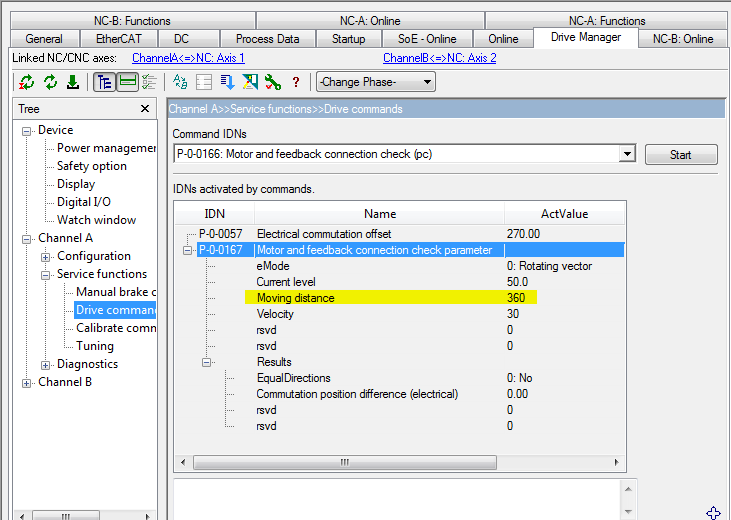 NC-B: Functions NC-A: Online NC-A: Functions
General EtherCAT DC Process Data Startup SoE - Online Online Drive Manager NC-B: Online
Linked NC/CNC axes: ChannelA<=>NC: Axis 1 ChannelB<=>NC: Axis 2
-Change Phase-
Tree
Channel A>>Service functions>>Drive commands
Device
Power managemer
Safety option
Display
Digital I/O
Watch window
Channel A
Configuration
Service functions
Manual brake c
Drive comman
Calibrate comm
Tuning
Diagnostics
Channel B
Command IDNs
P-0-0166: Motor and feedback connection check (pc) Start
IDNs activated by commands.
IDN Name ActValue
P-0-0057 Electrical commutation offset 270.00
P-0-0167 Motor and feedback connection check parameter
eMode 0: Rotating vector
Current level 50.0
Moving distance 360
Velocity 30
rsvd 0
rsvd 0
Results
EqualDirections 0: No
Commutation position difference (electrical) 0.00
rsvd 0
rsvd 0